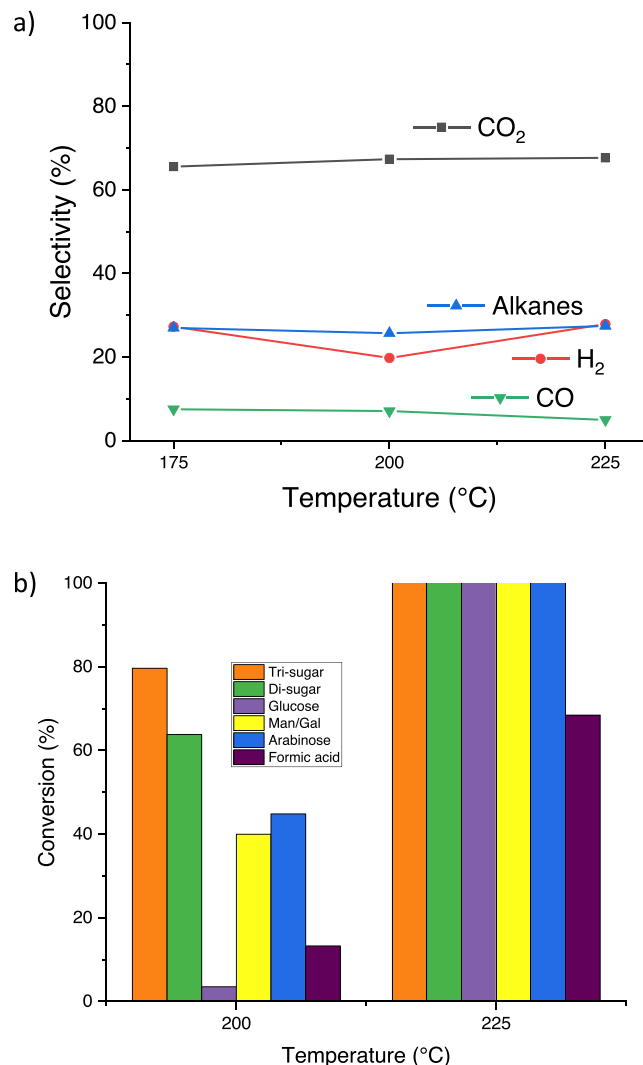 a)
100
80
60
40
20
0
Selectivity (%)
CO₂
Alkanes
H₂
CO
175
200
225
Temperature (°C)
b)
100
80
60
40
20
0
Conversion (%)
Tri-sugar
Di-sugar
Glucose
Man/Gal
Arabinose
Formic acid
200
225
Temperature (°C)